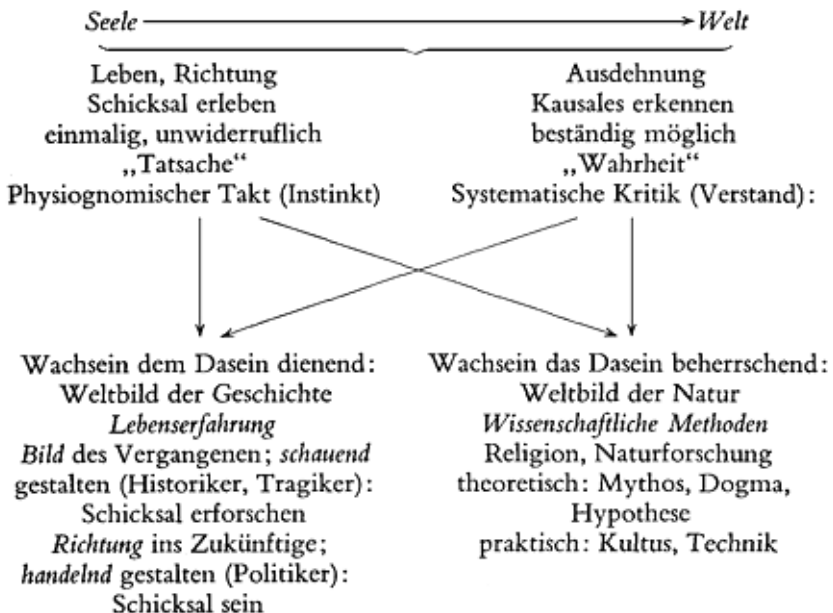 Seele Welt
Leben, Richtung
Schicksal erleben
einmalig, unwiderruflich
„Tatsache“
Physiognomischer Takt (Instinkt)
Ausdehnung
Kausales erkennen
beständig möglich
„Wahrheit“
Systematische Kritik (Verstand):
Wachsein dem Dasein dienend:
Weltbild der Geschichte
Lebenserfahrung
Bild des Vergangenen; schauend
gestalten (Historiker, Tragiker):
Schicksal erforschen
Richtung ins Zukünftige;
handelnd gestalten (Politiker):
Schicksal sein
Wachsein das Dasein beherrschend:
Weltbild der Natur
Wissenschaftliche Methoden
Religion, Naturforschung
theoretisch: Mythos, Dogma,
Hypothese
praktisch: Kultus, Technik